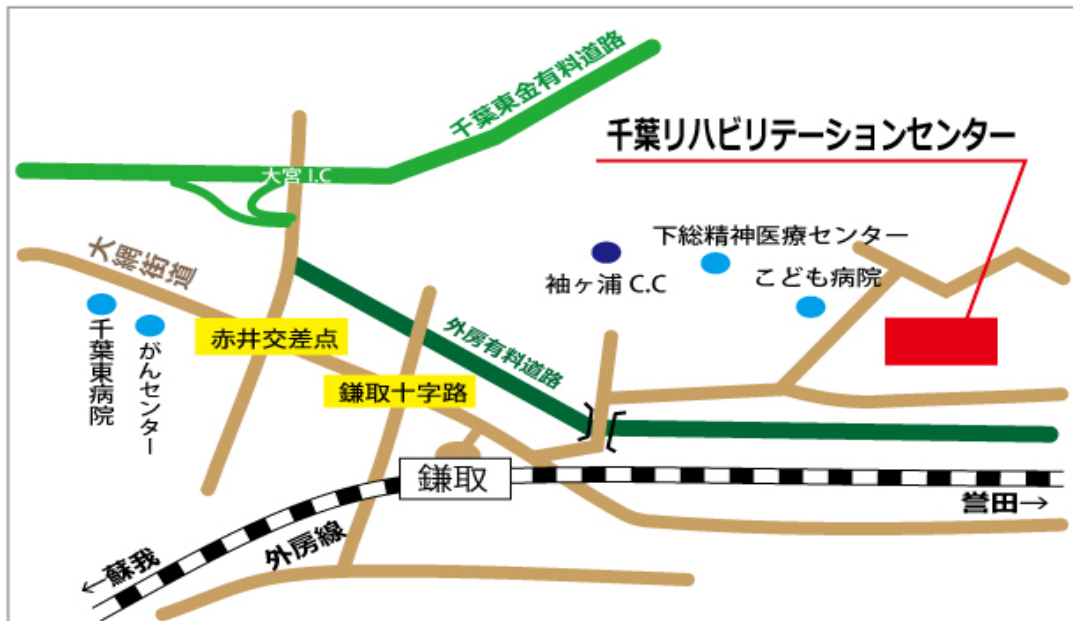 千葉東金有料道路
千葉リハビリテーションセンター
大宮I.C
大網街道
下総精神医療センター
袖ヶ浦C.C
こども病院
千葉東病院
がんセンター
赤井交差点
外房有料道路
鎌取十字路
鎌取
誉田→
外房線
←蘇我